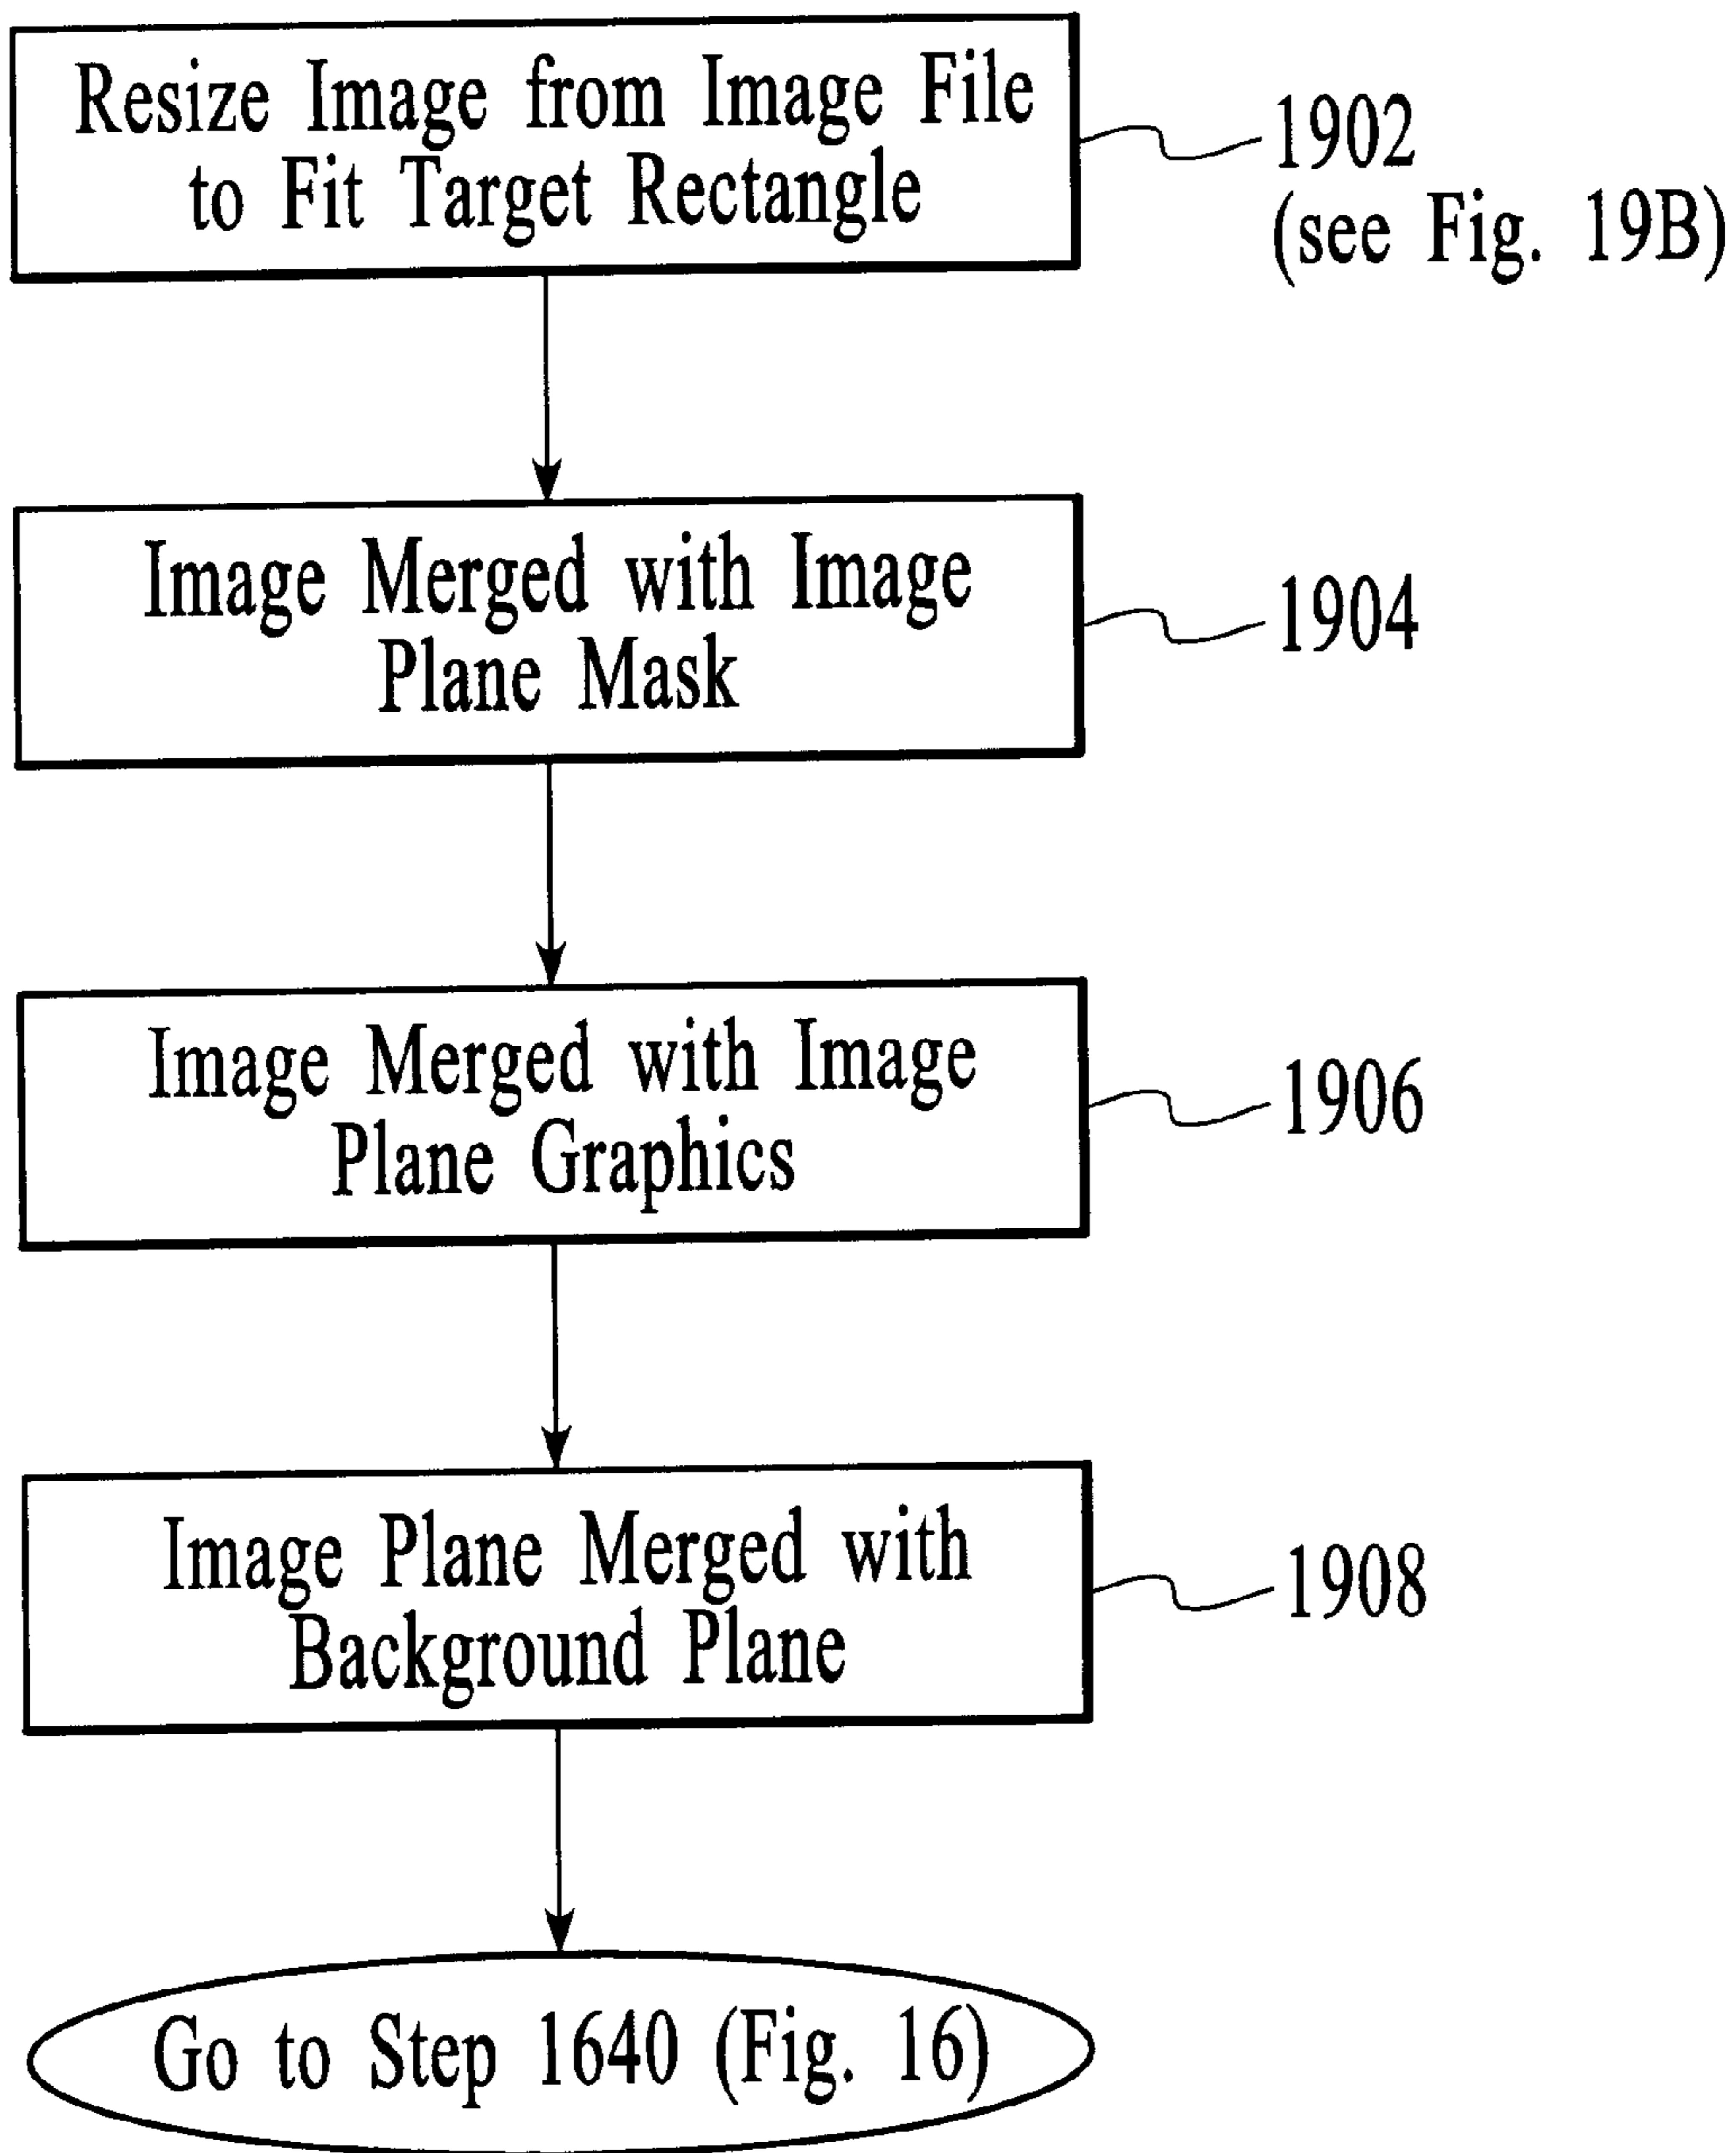 Resize Image from Image File
to Fit Target Rectangle
1902
(see Fig. 19B)
Image Merged with Image
Plane Mask
1904
Image Merged with Image
Plane Graphics
1906
Image Plane Merged with
Background Plane
1908
Go to Step 1640 (Fig. 16)